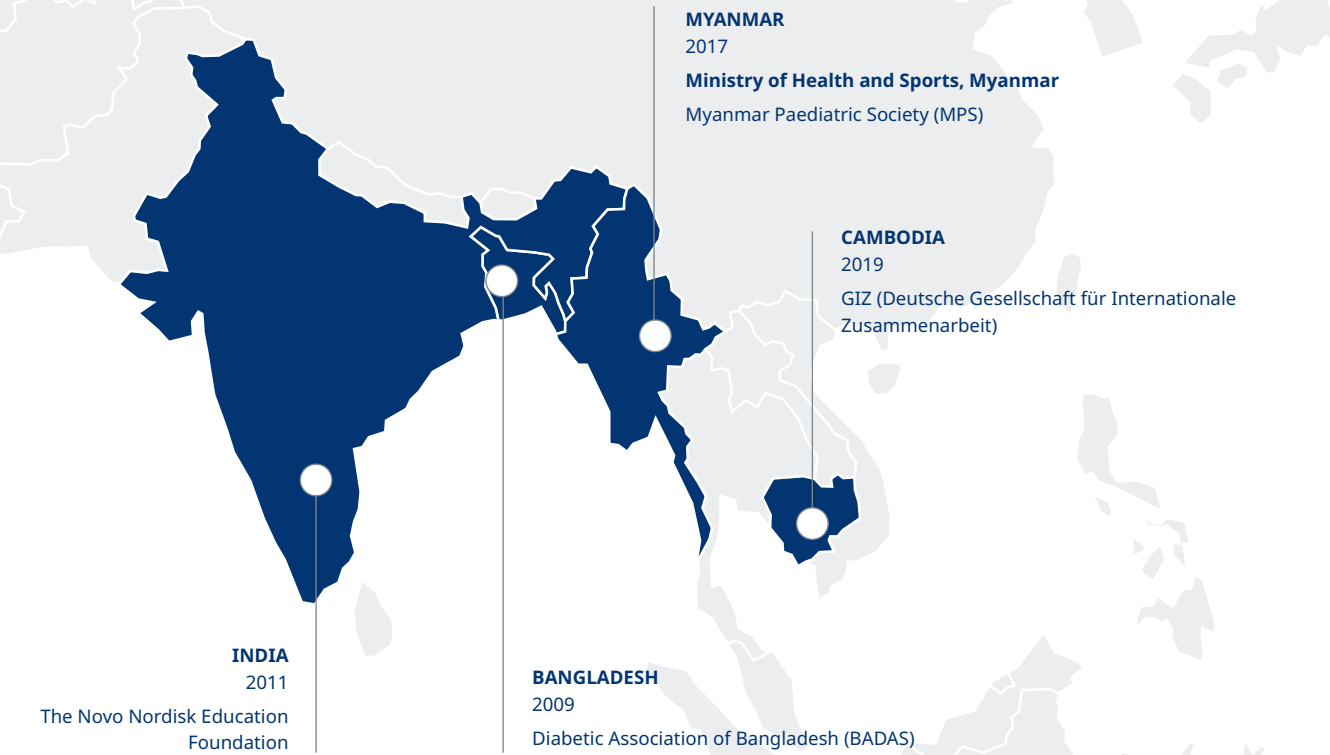 MYANMAR
2017
Ministry of Health and Sports, Myanmar
Myanmar Paediatric Society (MPS)
CAMBODIA
2019
GIZ (Deutsche Gesellschaft für Internationale
Zusammenarbeit)
INDIA
2011
The Novo Nordisk Education
Foundation
BANGLADESH
2009
Diabetic Association of Bangladesh (BADAS)